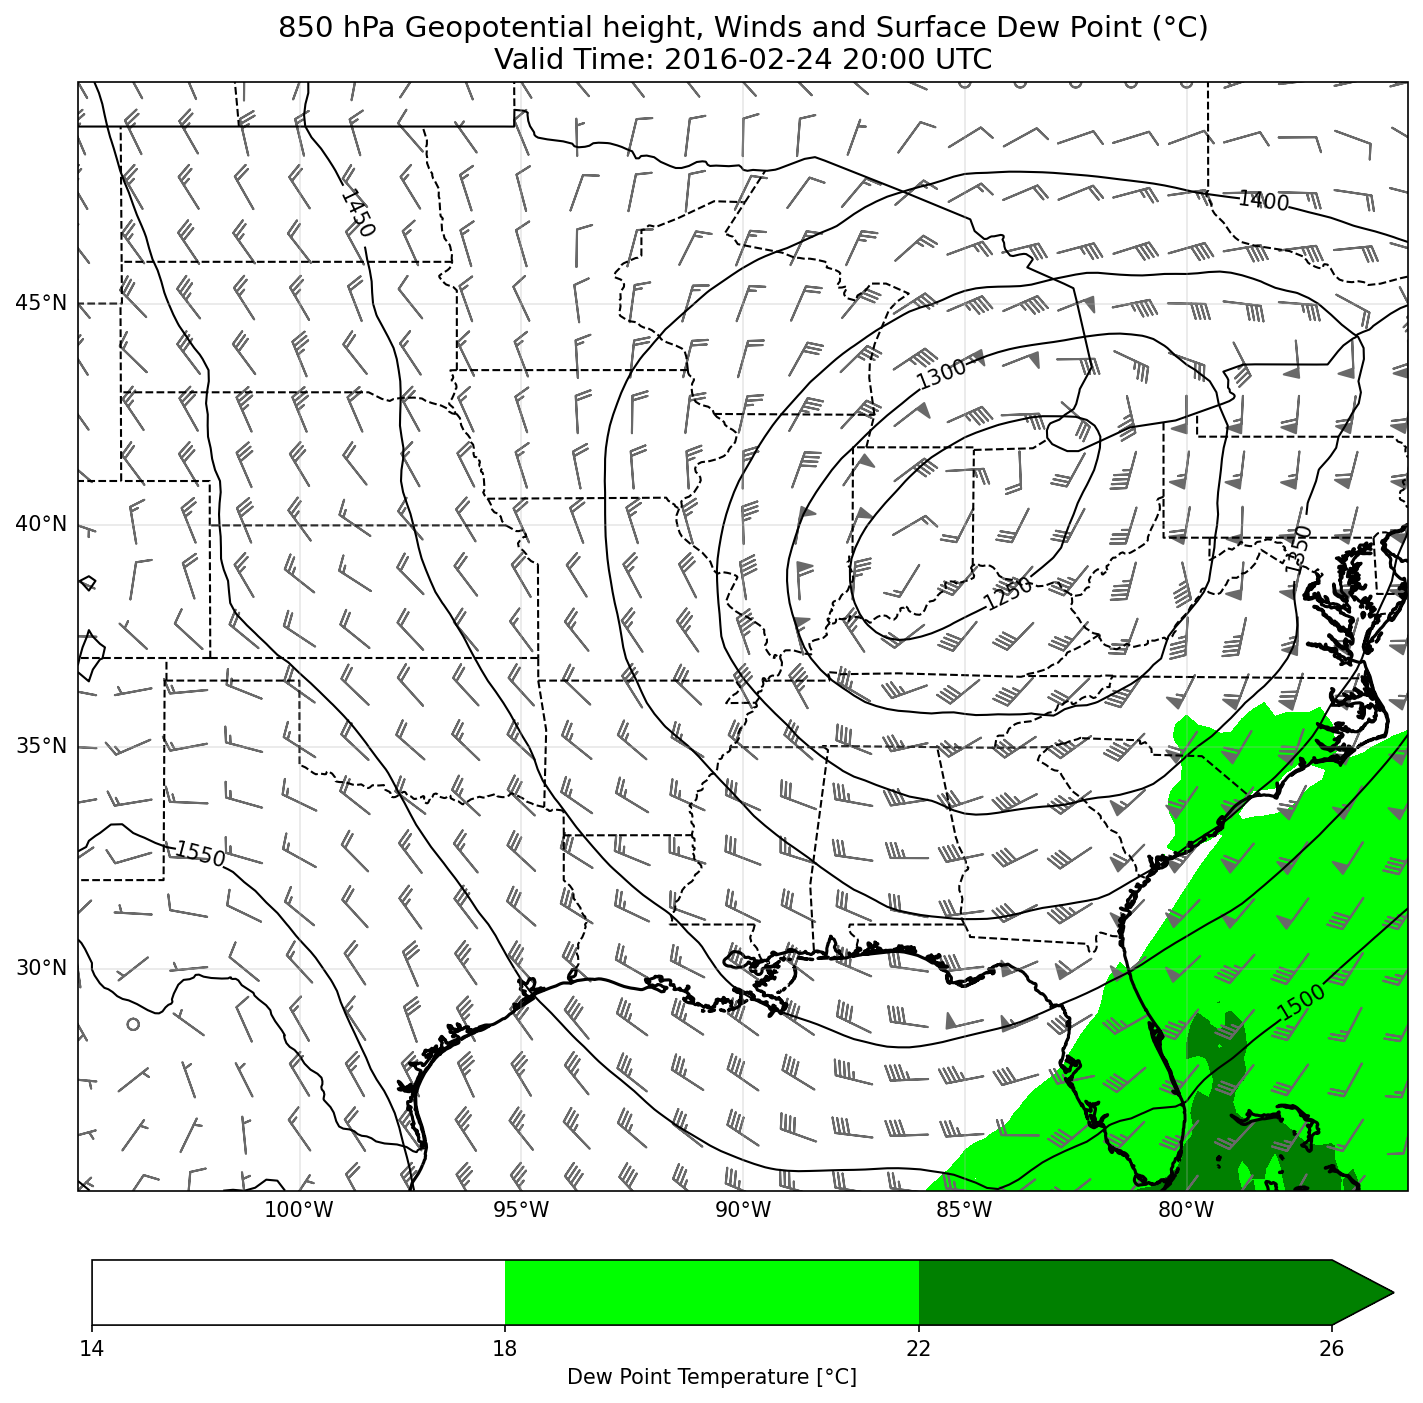 850 hPa Geopotential height, Winds and Surface Dew Point (°C)
Valid Time: 2016-02-24 20:00 UTC
1400
1450
45°N
1300
40°N
1350
1250
35°N
1550
30°N
1500
100°W 95°W 90°W 85°W 80°W
14 18 22 26
Dew Point Temperature [°C]